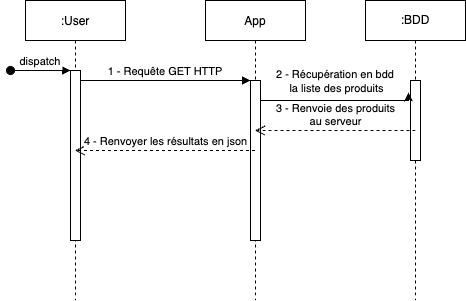 :User
App
:BDD
dispatch
1 - Requête GET HTTP
2 - Récupération en bdd
la liste des produits
3 - Renvoie des produits
au serveur
4 - Renvoyer les résultats en json